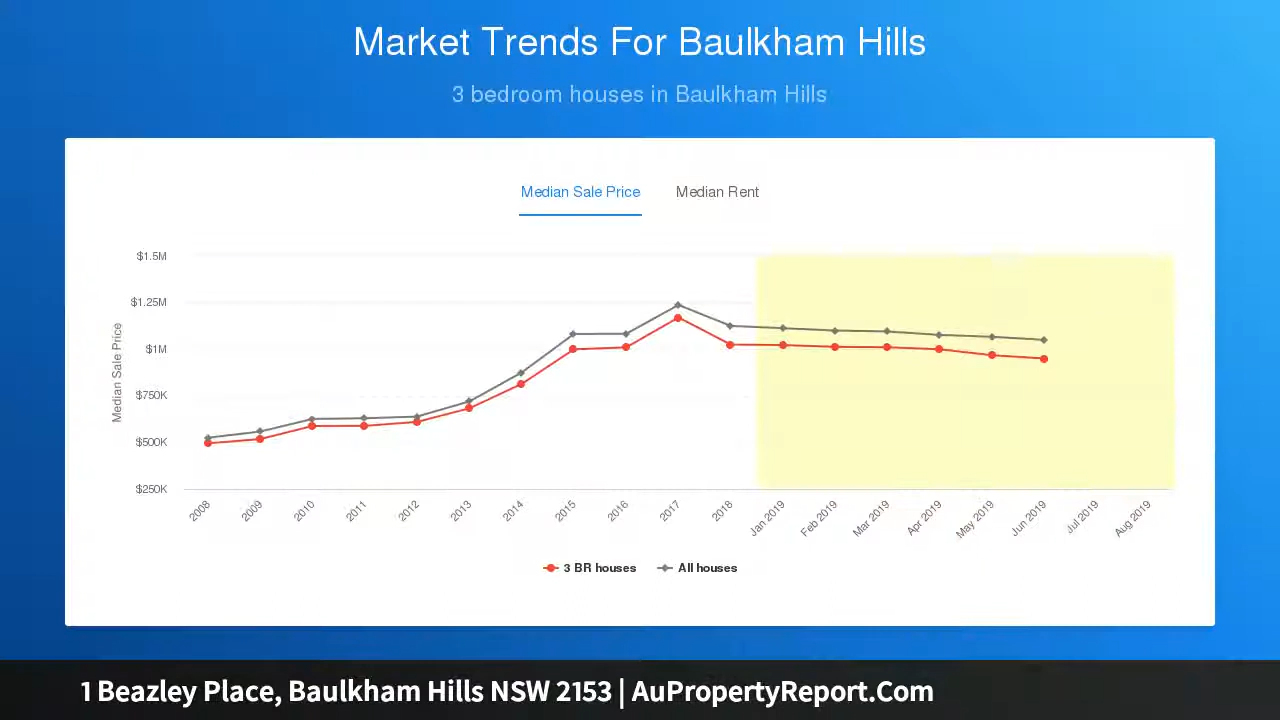 Market Trends For Baulkham Hills
3 bedroom houses in Baulkham Hills
Median Sale Price Median Rent
Median Sale Price
$1.5M
$1.25M
$1M
$750K
$500K
$250K
2008 2009 2010 2011 2012 2013 2014 2015 2016 2017 2018 Jan 2019 Feb 2019 Mar 2019 Apr 2019 May 2019 Jun 2019 Jul 2019 Aug 2019
3 BR houses All houses
1 Beazley Place, Baulkham Hills NSW 2153 | AuPropertyReport.Com